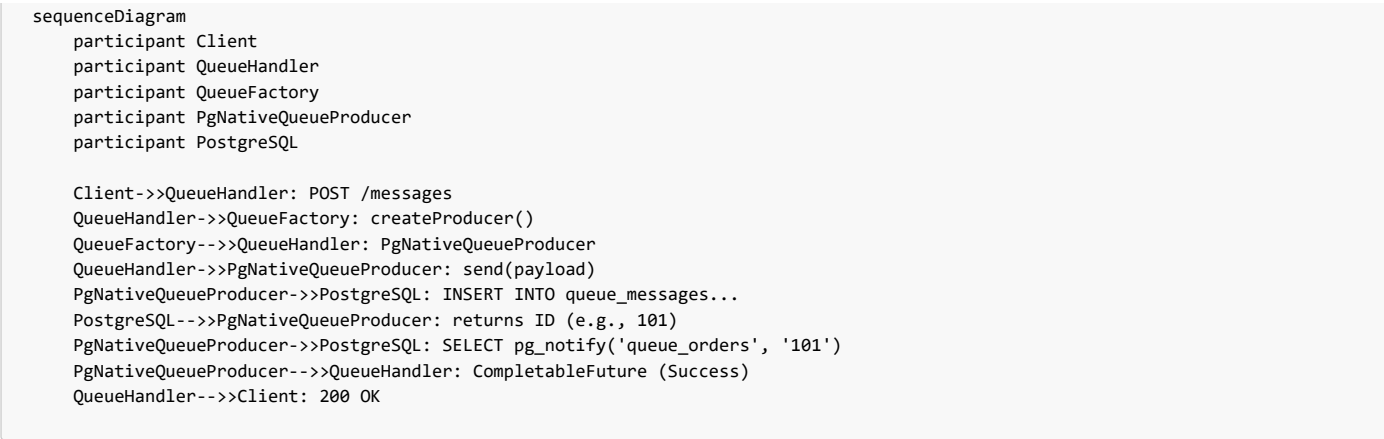 sequenceDiagram
participant Client
participant QueueHandler
participant QueueFactory
participant PgNativeQueueProducer
participant PostgreSQL
Client->>QueueHandler: POST /messages
QueueHandler->>QueueFactory: createProducer()
QueueFactory-->>QueueHandler: PgNativeQueueProducer
QueueHandler->>PgNativeQueueProducer: send(payload)
PgNativeQueueProducer->>PostgreSQL: INSERT INTO queue_messages...
PostgreSQL-->>PgNativeQueueProducer: returns ID (e.g., 101)
PgNativeQueueProducer->>PostgreSQL: SELECT pg_notify('queue_orders', '101')
PgNativeQueueProducer-->>QueueHandler: CompletableFuture (Success)
QueueHandler-->>Client: 200 OK